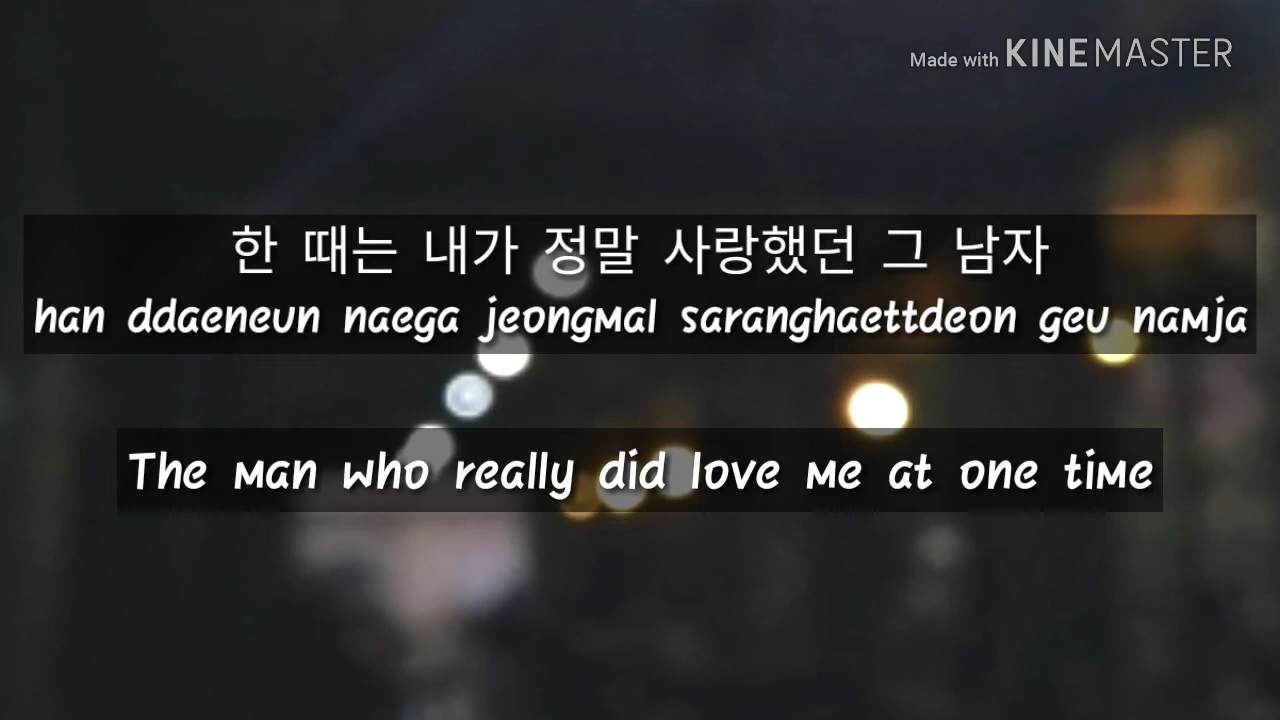 Made with KINEMASTER
한 때는 내가 정말 사랑했던 그 남자
han ddaeneun naega jeongmal saranghaettdeon geu namja
The man who really did love me at one time